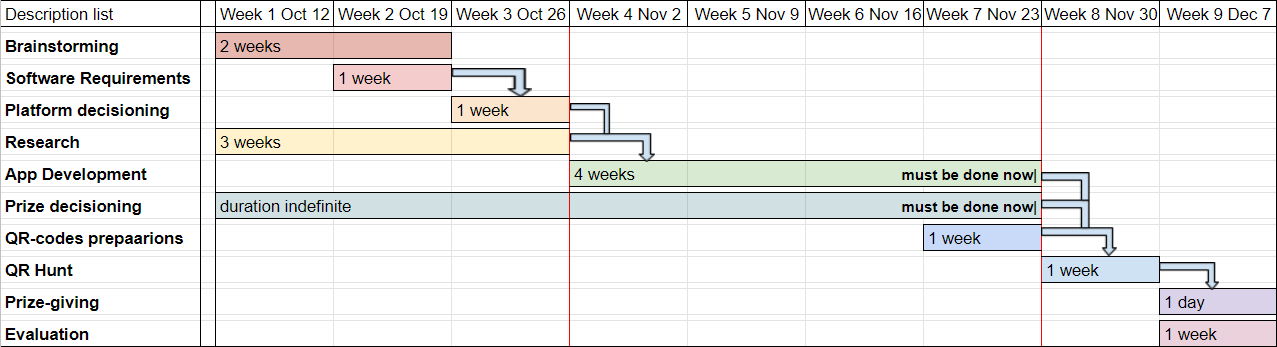 Description list Week 1 Oct 12 Week 2 Oct 19 Week 3 Oct 26 Week 4 Nov 2 Week 5 Nov 9 Week 6 Nov 16 Week 7 Nov 23 Week 8 Nov 30 Week 9 Dec 7
Brainstorming 2 weeks
Software Requirements 1 week
Platform decisioning 1 week
Research 3 weeks
App Development 4 weeks must be done now|
Prize decisioning duration indefinite must be done now|
QR-codes prepaarions 1 week
QR Hunt 1 week
Prize-giving 1 day
Evaluation 1 week